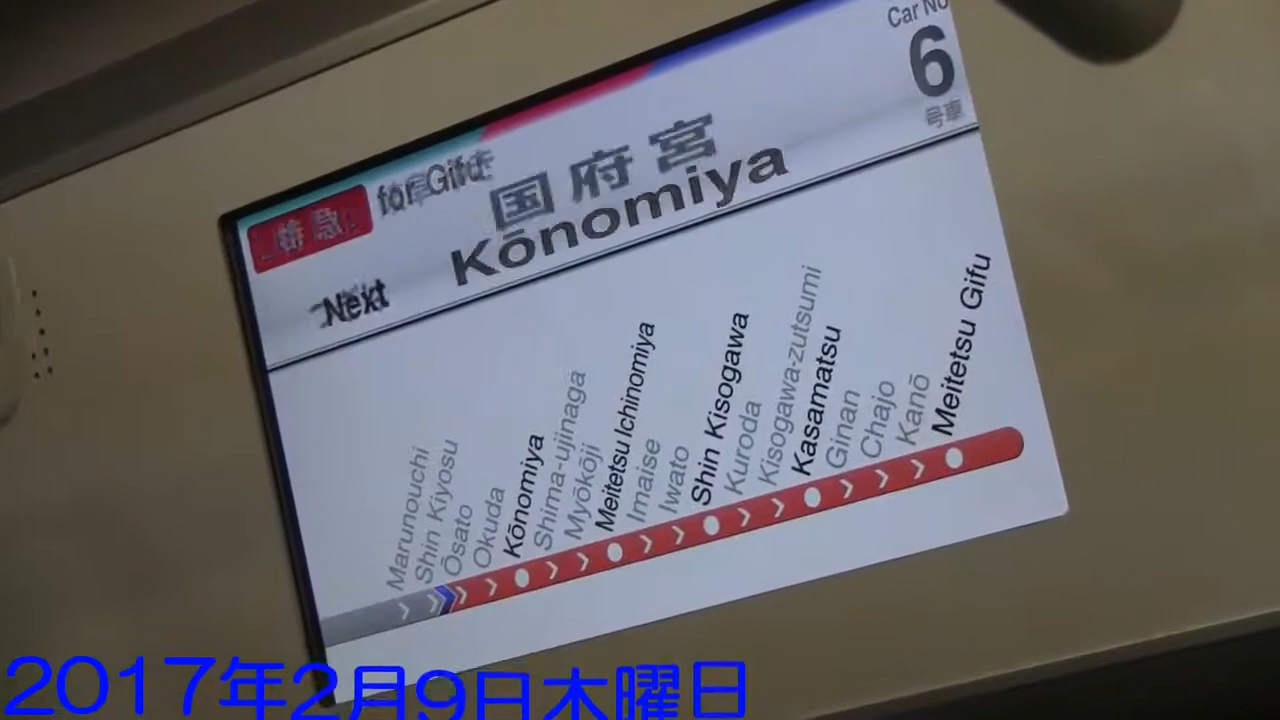 Car No
6
号車
特急 for Gifu
国府宮
Kōnomiya
Next
Marunouchi
Shin Kiyosu
Ōsato
Okuda
Kōnomiya
Shima-ujinaga
Myōkōji
Meitetsu Ichinomiya
Imaise
Iwato
Shin Kisogawa
Kuroda
Kisogawa-zutsumi
Kasamatsu
Ginan
Chajo
Kanō
Meitetsu Gifu
2017年2月9日木曜日